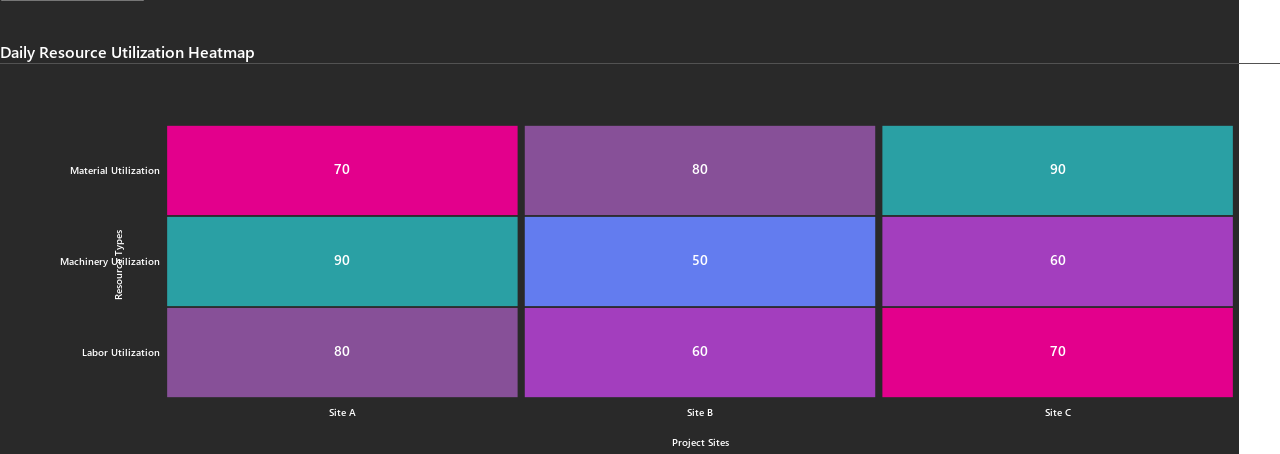 Daily Resource Utilization Heatmap
Material Utilization
70
80
90
Resource Types
Machinery Utilization
90
50
60
Labor Utilization
80
60
70
Site A
Site B
Site C
Project Sites